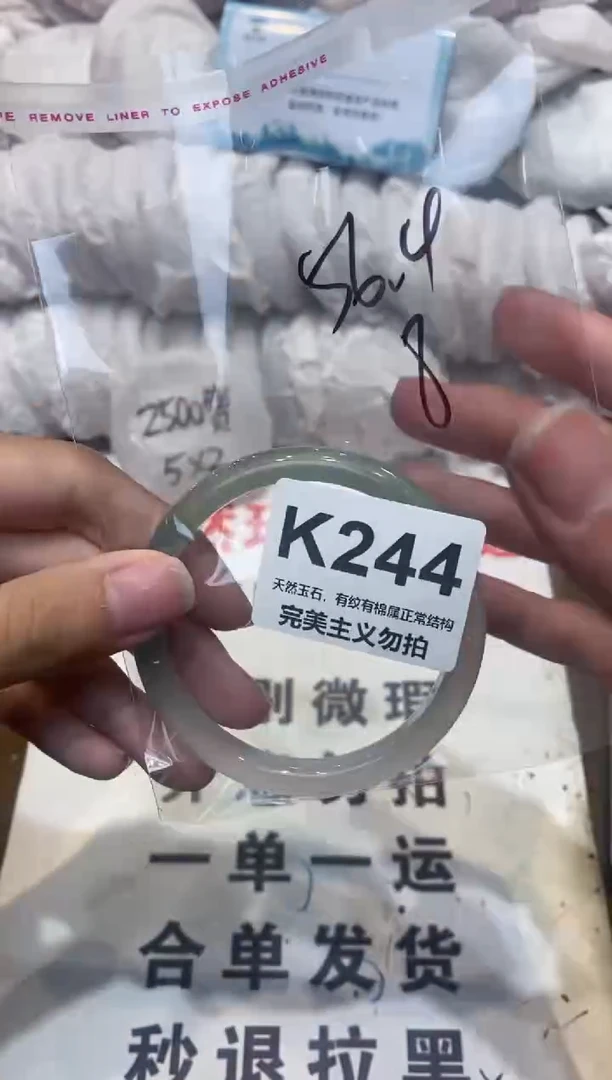 REMOVE LINER TO EXPOSE ADHESIVE
56.4
8
2500
K244
天然玉石，有纹有棉属正常结构
完美主义勿拍
别微瑕
一单一运
合单发货
秒退拉黑